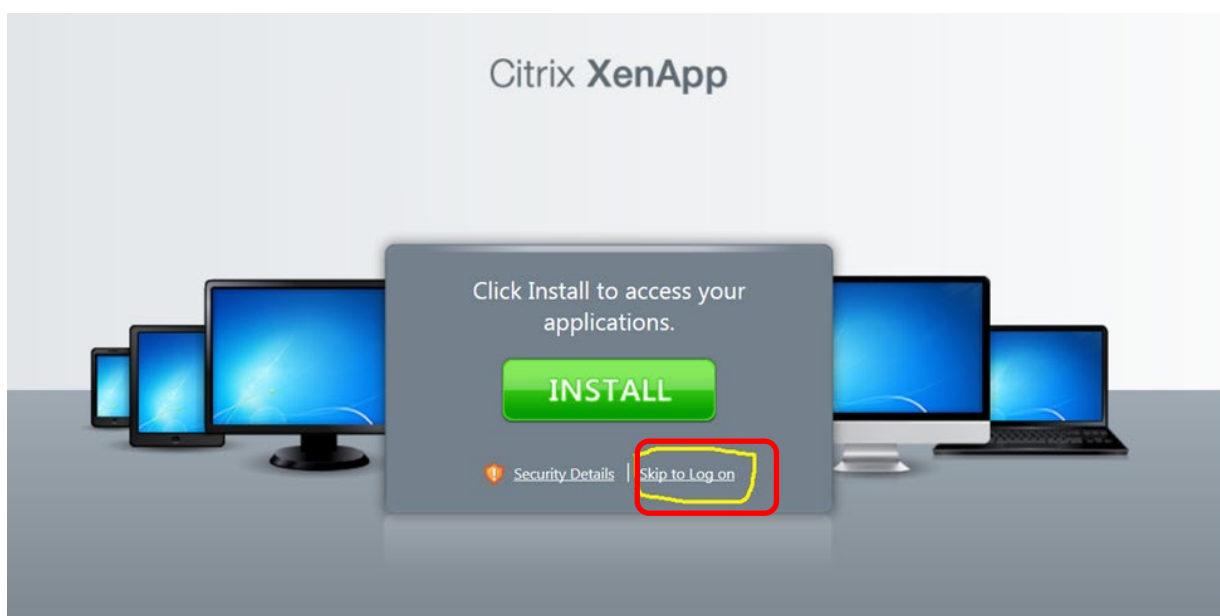 Citrix XenApp
Click Install to access your
applications.
INSTALL
Security Details | Skip to Log on